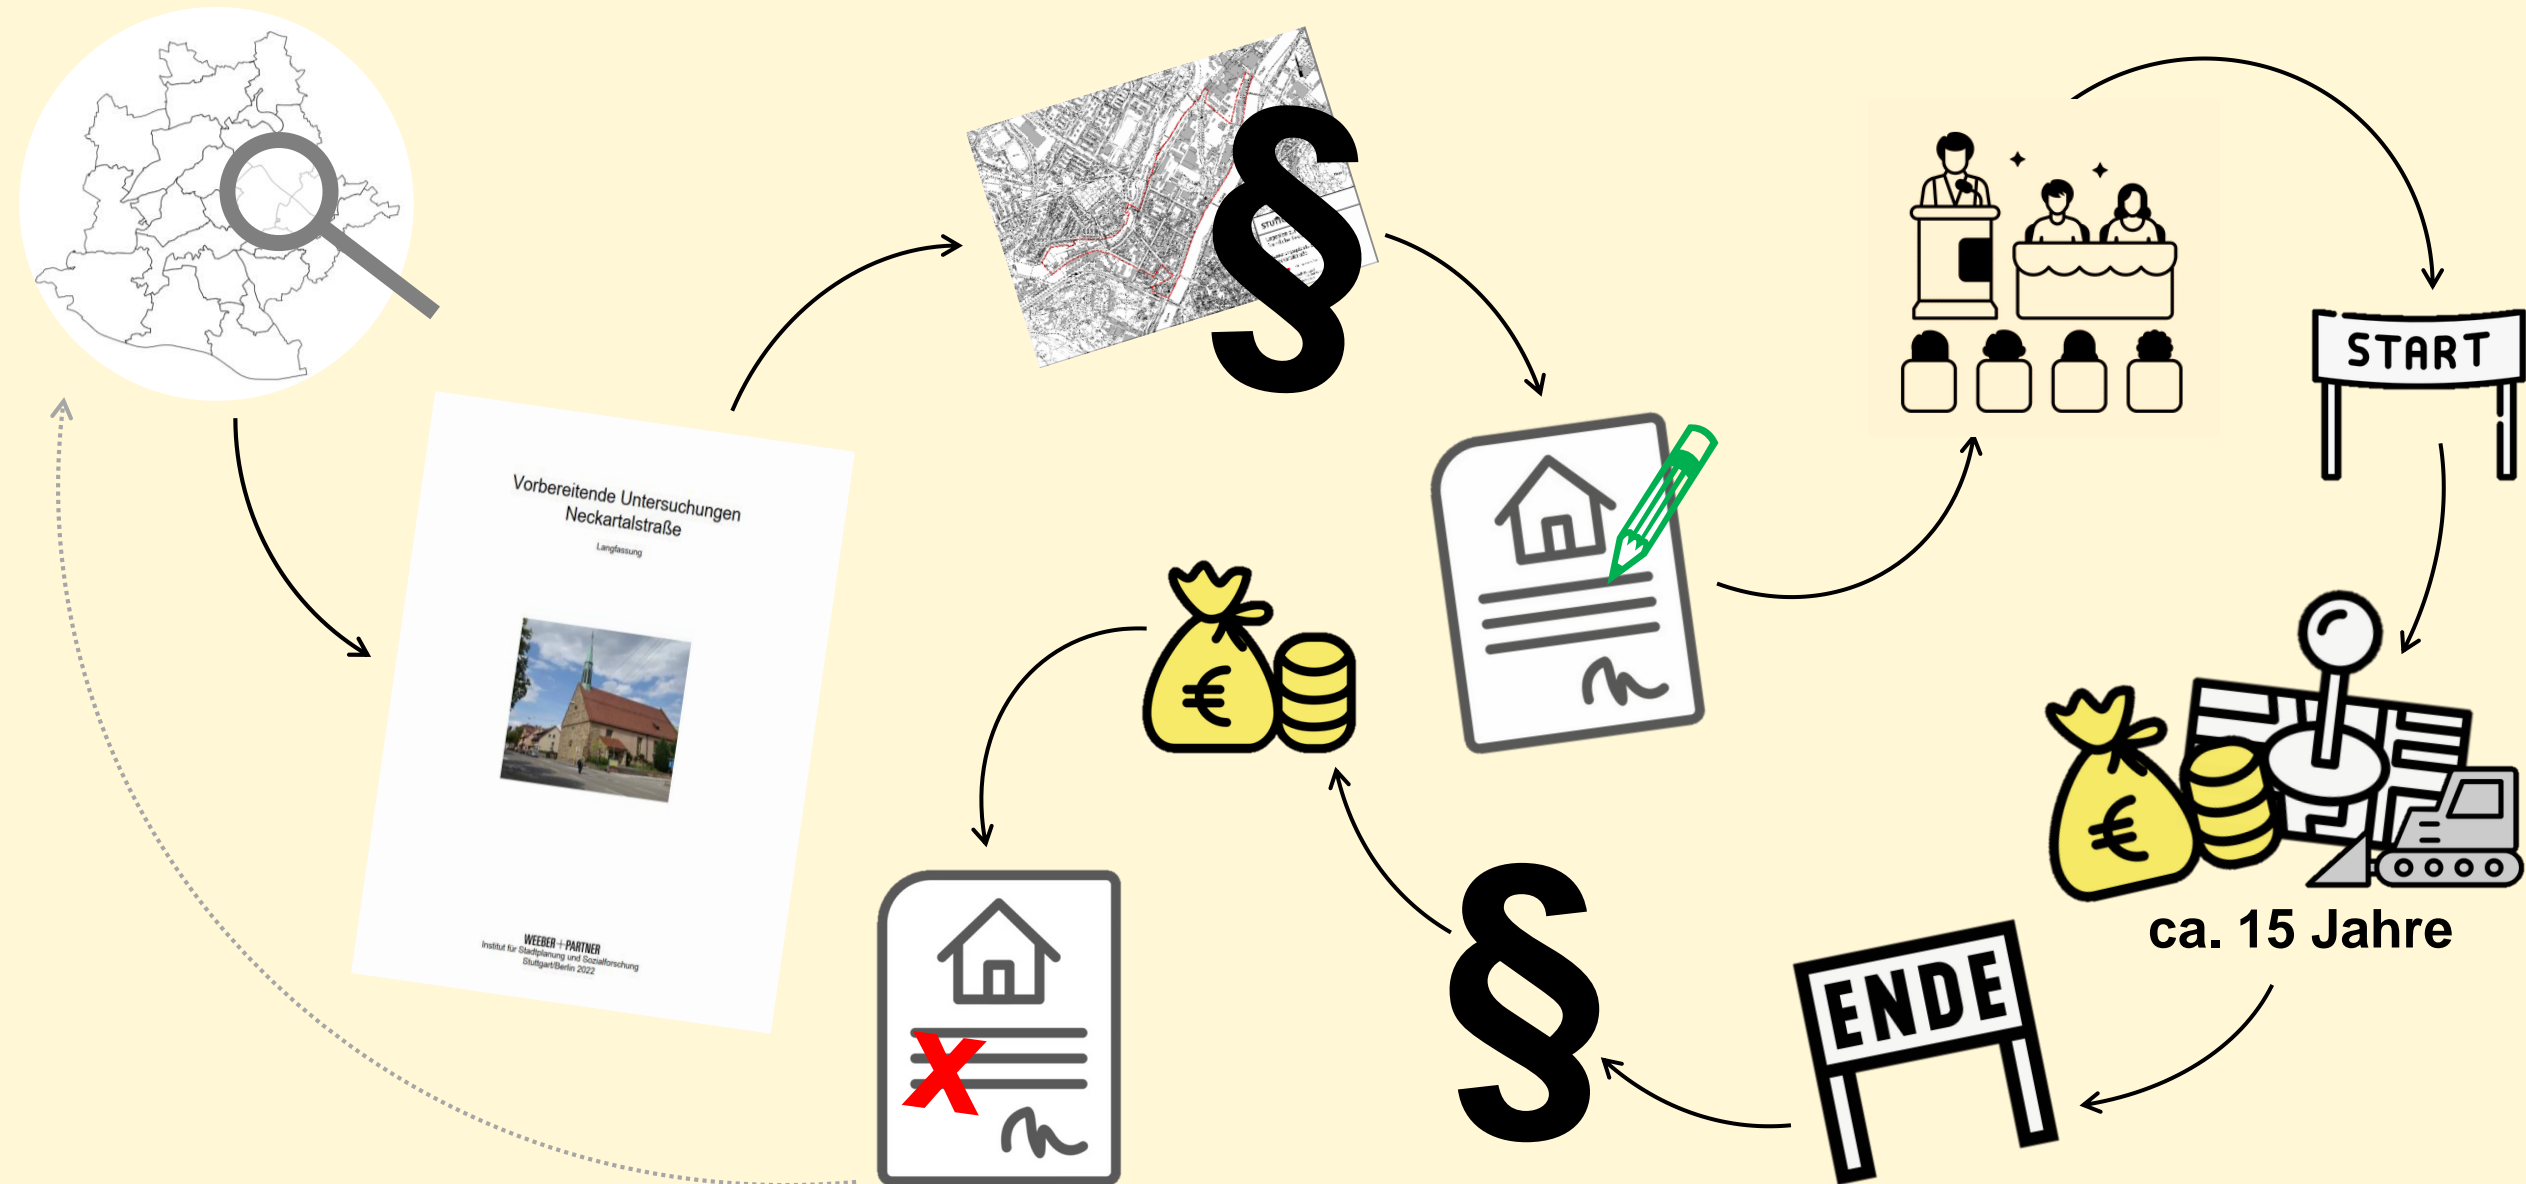 Vorbereitende Untersuchungen
Neckartalstraße
Langfassung
WEEBER+PARTNER
Institut für Stadtplanung und Sozialforschung
Stuttgart/Berlin 2022
§
START
€
€
ca. 15 Jahre
ENDE
§
x